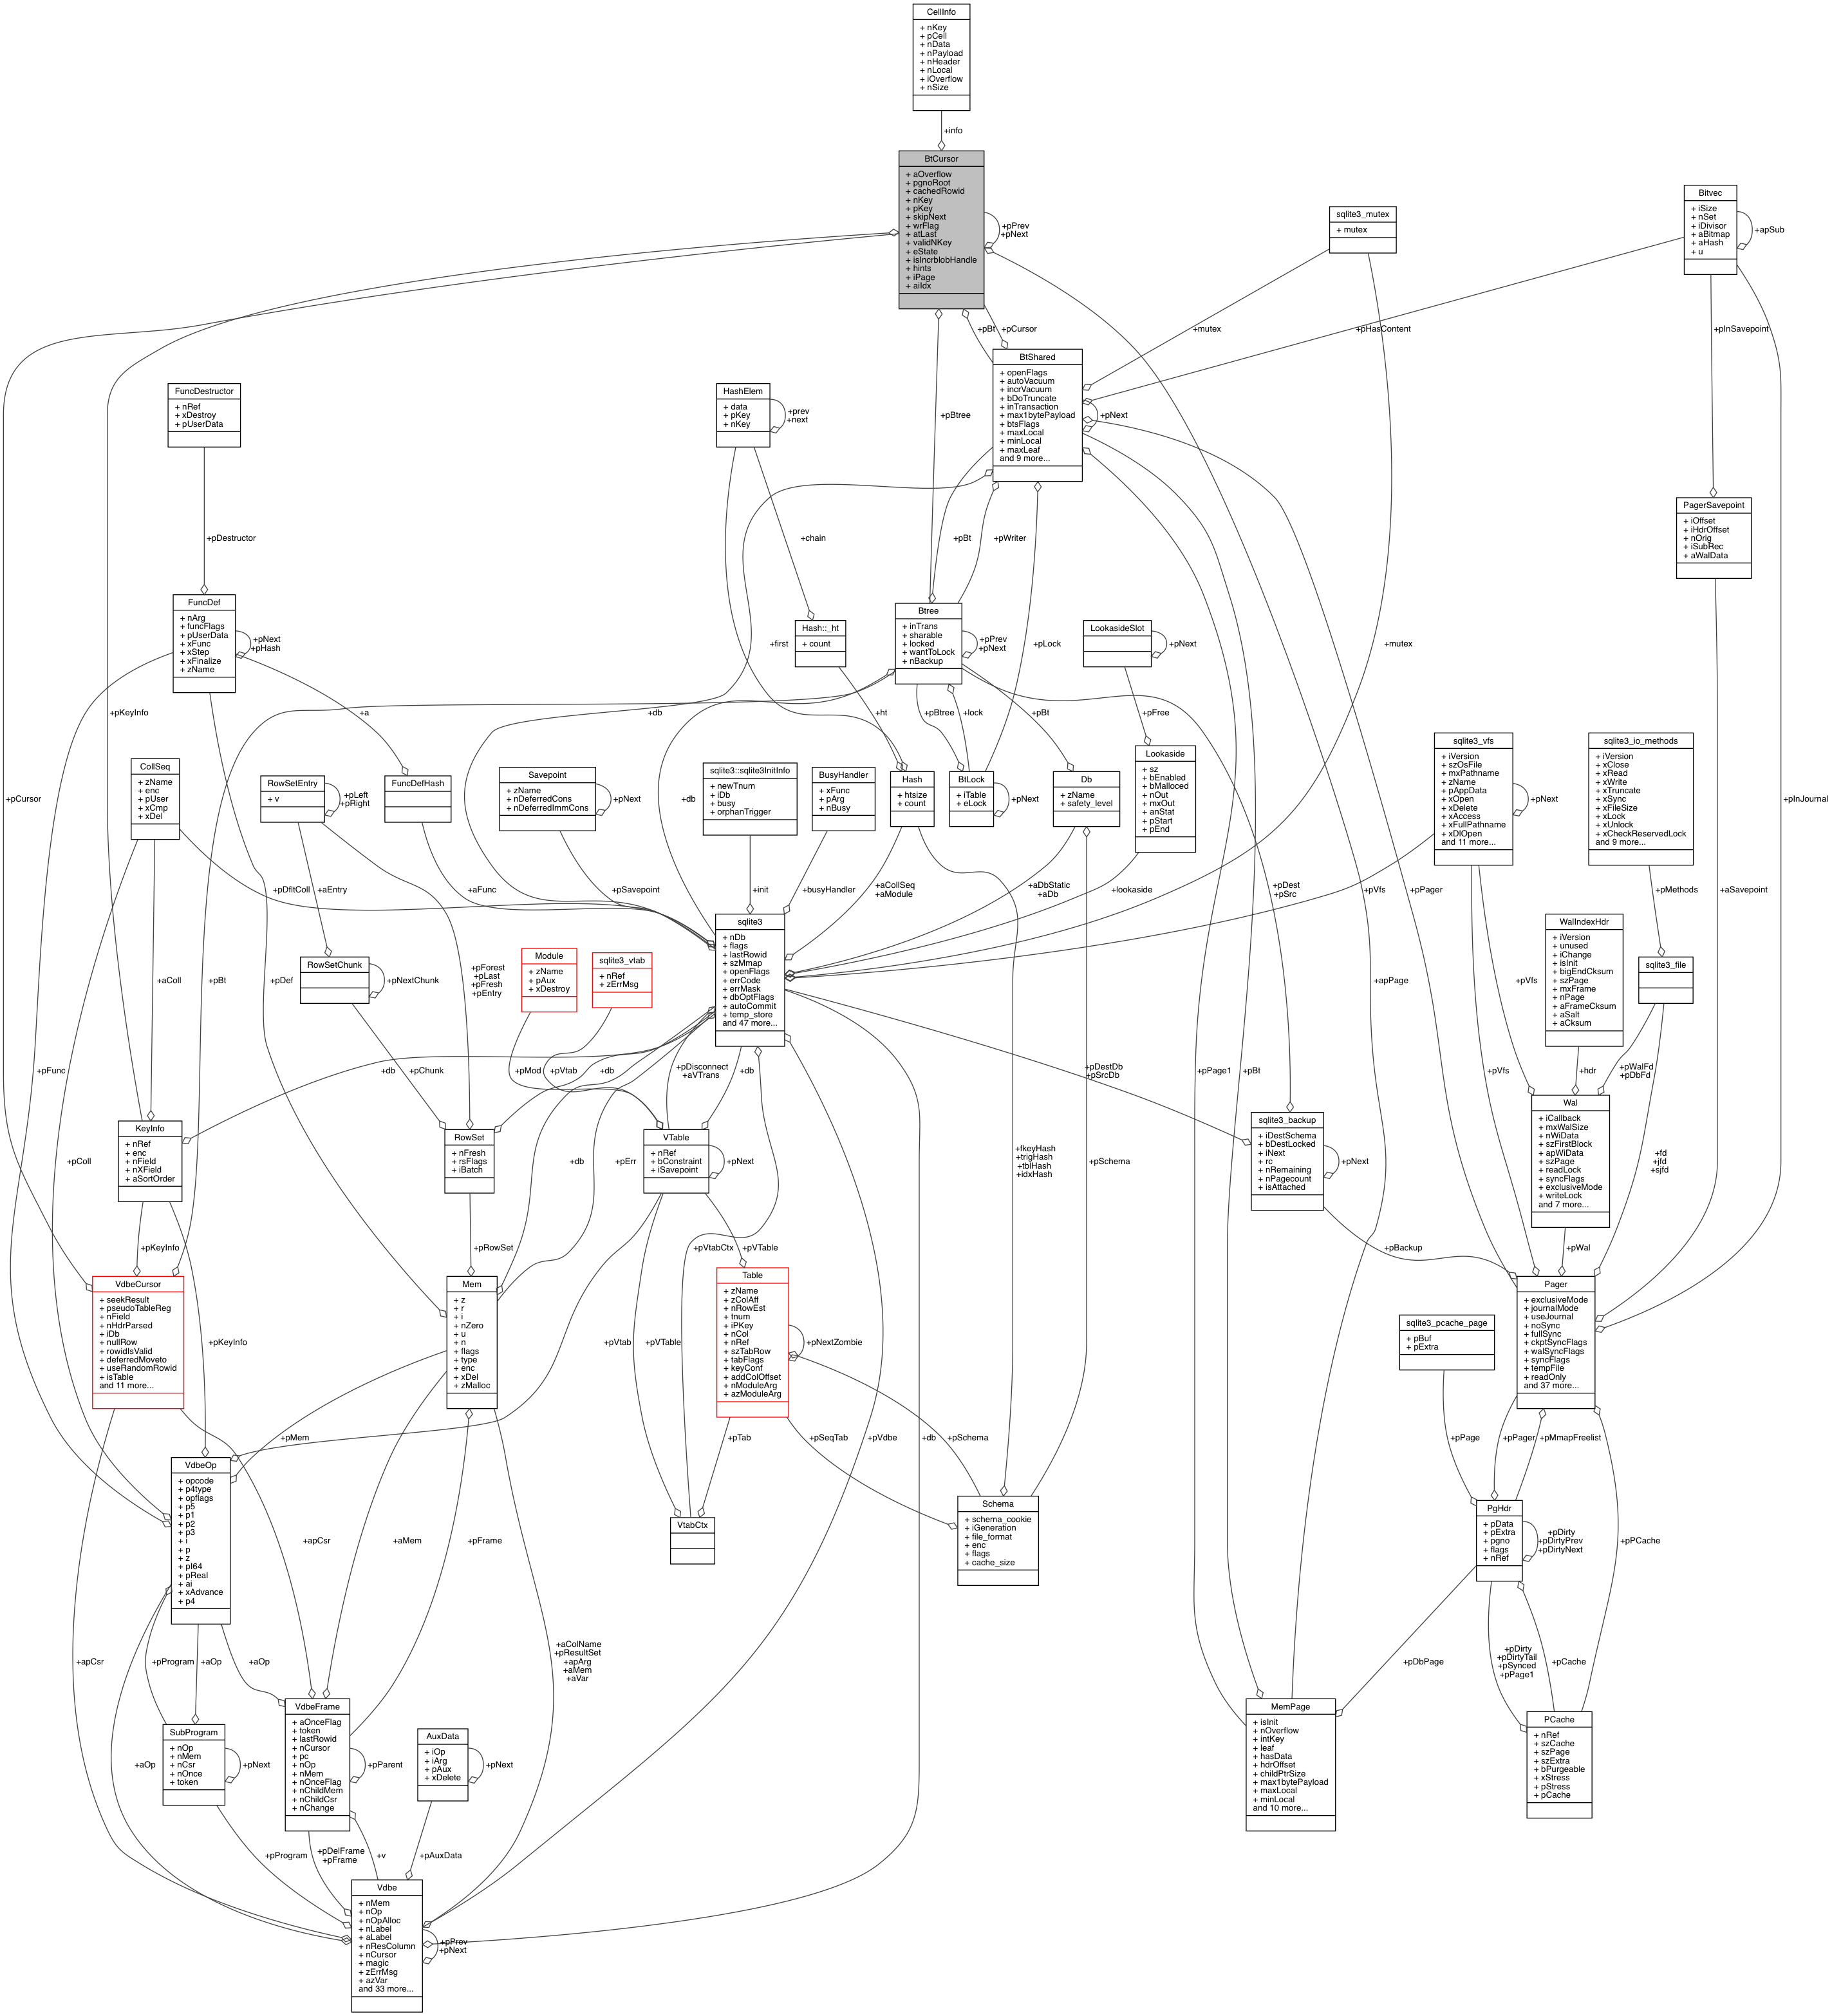 CellInfo
+ nKey
+ pCell
+ nData
+ nPayload
+ nHeader
+ nLocal
+ iOverflow
+ nSize
+info
BtCursor
+ aOverflow
+ pgnoRoot
+ cachedRowid
+ nKey
+ pKey
+ skipNext
+ wrFlag
+ atLast
+ validNKey
+ eState
+ isIncrblobHandle
+ hints
+ iPage
+ aiIdx
+pPrev
+pNext
Bitvec
+ iSize
+ nSet
+ iDivisor
+ aBitmap
+ aHash
+ u
+apSub
sqlite3_mutex
+ mutex
+pBt
+pCursor
+mutex
+pHasContent
+pInSavepoint
BtShared
+ openFlags
+ autoVacuum
+ incrVacuum
+ bDoTruncate
+ inTransaction
+ max1bytePayload
+ btsFlags
+ maxLocal
+ minLocal
+ maxLeaf
and 9 more...
+pNext
FuncDestructor
+ nRef
+ xDestroy
+ pUserData
HashElem
+ data
+ pKey
+ nKey
+prev
+next
+pBtree
PagerSavepoint
+ iOffset
+ iHdrOffset
+ nOrig
+ iSubRec
+ aWalData
+pDestructor
+chain
+pBt
+pWriter
FuncDef
+ nArg
+ funcFlags
+ pUserData
+ xFunc
+ xStep
+ xFinalize
+ zName
+pNext
+pHash
+first
Hash::_ht
+ count
Btree
+ inTrans
+ sharable
+ locked
+ wantToLock
+ nBackup
+pPrev
+pNext
+pLock
LookasideSlot
+pNext
+mutex
+pKeyInfo
+a
+db
+ht
+pBtree
+lock
+pBt
+pFree
CollSeq
+ zName
+ enc
+ pUser
+ xCmp
+ xDel
RowSetEntry
+ v
+pLeft
+pRight
FuncDefHash
Savepoint
+ zName
+ nDeferredCons
+ nDeferredImmCons
+pNext
sqlite3::sqlite3InitInfo
+ newTnum
+ iDb
+ busy
+ orphanTrigger
+db
BusyHandler
+ xFunc
+ pArg
+ nBusy
Hash
+ htsize
+ count
BtLock
+ iTable
+ eLock
+pNext
Db
+ zName
+ safety_level
Lookaside
+ sz
+ bEnabled
+ bMalloced
+ nOut
+ mxOut
+ anStat
+ pStart
+ pEnd
sqlite3_vfs
+ iVersion
+ szOsFile
+ mxPathname
+ zName
+ pAppData
+ xOpen
+ xDelete
+ xAccess
+ xFullPathname
+ xDlOpen
and 11 more...
+pNext
sqlite3_io_methods
+ iVersion
+ xClose
+ xRead
+ xWrite
+ xTruncate
+ xSync
+ xFileSize
+ xLock
+ xUnlock
+ xCheckReservedLock
and 9 more...
+pCursor
+pInJournal
+pDfltColl
+aEntry
+aFunc
+pSavepoint
+init
+busyHandler
+aCollSeq
+aModule
+aDbStatic
+aDb
+lookaside
+pDest
+pSrc
+pVfs
+pPager
+pMethods
+aSavepoint
sqlite3
+ nDb
+ flags
+ lastRowid
+ szMmap
+ openFlags
+ errCode
+ errMask
+ dbOptFlags
+ autoCommit
+ temp_store
and 47 more...
WalIndexHdr
+ iVersion
+ unused
+ iChange
+ isInit
+ bigEndCksum
+ szPage
+ mxFrame
+ nPage
+ aFrameCksum
+ aSalt
+ aCksum
sqlite3_file
+aColl
+pBt
+pDef
RowSetChunk
+pNextChunk
+pForest
+pLast
+pFresh
+pEntry
Module
+ zName
+ pAux
+ xDestroy
sqlite3_vtab
+ nRef
+ zErrMsg
+apPage
+pVfs
+pFunc
+db
+pChunk
+pMod
+pVtab
+db
+pDisconnect
+aVTrans
+db
+pDestDb
+pSrcDb
+pPage1
+pBt
+pVfs
+hdr
+pWalFd
+pDbFd
Wal
+ iCallback
+ mxWalSize
+ nWiData
+ szFirstBlock
+ apWiData
+ szPage
+ readLock
+ syncFlags
+ exclusiveMode
+ writeLock
and 7 more...
KeyInfo
+ nRef
+ enc
+ nField
+ nXField
+ aSortOrder
+pColl
RowSet
+ nFresh
+ rsFlags
+ iBatch
+db
+pErr
VTable
+ nRef
+ bConstraint
+ iSavepoint
+pNext
+fkeyHash
+trigHash
+tblHash
+idxHash
+pSchema
sqlite3_backup
+ iDestSchema
+ bDestLocked
+ iNext
+ rc
+ nRemaining
+ nPagecount
+ isAttached
+pNext
+fd
+jfd
+sjfd
+pKeyInfo
+pRowSet
+pVtabCtx
+pVTable
+pBackup
+pWal
VdbeCursor
+ seekResult
+ pseudoTableReg
+ nField
+ nHdrParsed
+ iDb
+ nullRow
+ rowidIsValid
+ deferredMoveto
+ useRandomRowid
+ isTable
and 11 more...
+pKeyInfo
Mem
+ z
+ r
+ i
+ nZero
+ u
+ n
+ flags
+ type
+ enc
+ xDel
+ zMalloc
+pVtab
+pVTable
Table
+ zName
+ zColAff
+ nRowEst
+ tnum
+ iPKey
+ nCol
+ nRef
+ szTabRow
+ tabFlags
+ keyConf
+ addColOffset
+ nModuleArg
+ azModuleArg
+pNextZombie
sqlite3_pcache_page
+ pBuf
+ pExtra
Pager
+ exclusiveMode
+ journalMode
+ useJournal
+ noSync
+ fullSync
+ ckptSyncFlags
+ walSyncFlags
+ syncFlags
+ tempFile
+ readOnly
and 37 more...
+pMem
+pTab
+pSeqTab
+pVdbe
+db
+pSchema
+pPage
+pPager
+pMmapFreelist
VdbeOp
+ opcode
+ p4type
+ opflags
+ p5
+ p1
+ p2
+ p3
+ i
+ p
+ z
+ pI64
+ pReal
+ ai
+ xAdvance
+ p4
+apCsr
+aMem
+pFrame
VtabCtx
Schema
+ schema_cookie
+ iGeneration
+ file_format
+ enc
+ flags
+ cache_size
PgHdr
+ pData
+ pExtra
+ pgno
+ flags
+ nRef
+pDirty
+pDirtyPrev
+pDirtyNext
+pPCache
+apCsr
+pProgram
+aOp
+aOp
+aColName
+pResultSet
+apArg
+aMem
+aVar
+pDbPage
+pDirty
+pDirtyTail
+pSynced
+pPage1
+pCache
SubProgram
+ nOp
+ nMem
+ nCsr
+ nOnce
+ token
+pNext
VdbeFrame
+ aOnceFlag
+ token
+ lastRowid
+ nCursor
+ pc
+ nOp
+ nMem
+ nOnceFlag
+ nChildMem
+ nChildCsr
+ nChange
+pParent
AuxData
+ iOp
+ iArg
+ pAux
+ xDelete
+pNext
MemPage
+ isInit
+ nOverflow
+ intKey
+ leaf
+ hasData
+ hdrOffset
+ childPtrSize
+ max1bytePayload
+ maxLocal
+ minLocal
and 10 more...
PCache
+ nRef
+ szCache
+ szPage
+ szExtra
+ bPurgeable
+ xStress
+ pStress
+ pCache
+aOp
+pProgram
+pDelFrame
+pFrame
+v
+pAuxData
Vdbe
+ nMem
+ nOp
+ nOpAlloc
+ nLabel
+ aLabel
+ nResColumn
+ nCursor
+ magic
+ zErrMsg
+ azVar
and 33 more...
+pPrev
+pNext